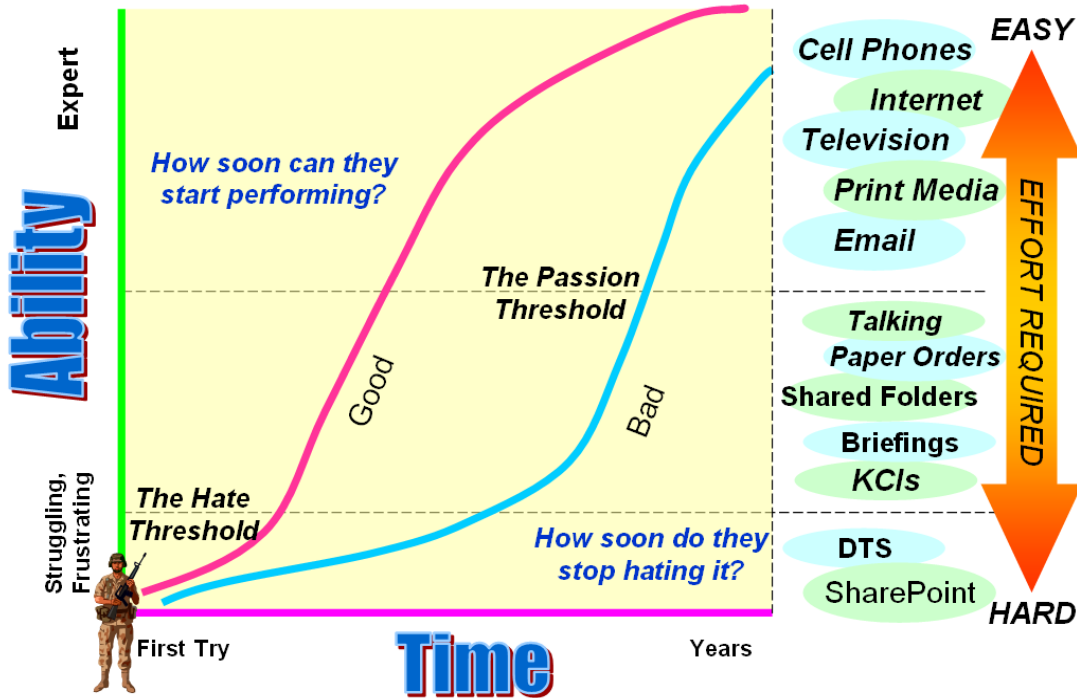 EASY
Cell Phones
Internet
Television
Print Media
Email
Expert
Ability
Struggling,
Frustrating
How soon can they
start performing?
The Passion
Threshold
Good
Bad
The Hate
Threshold
How soon do they
stop hating it?
Talking
Paper Orders
Shared Folders
Briefings
KCIs
DTS
SharePoint
EFFORT REQUIRED
HARD
First Try
Time
Years